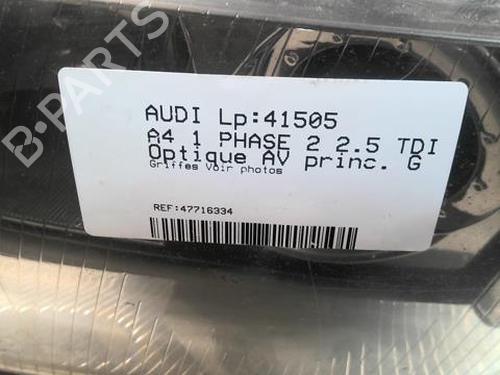 AUDI Lp:41505
A4 1 PHASE 2 2.5 TDI
Optique AV princ. G
Griffes Voir photos
REF:47716334
B-PARTS